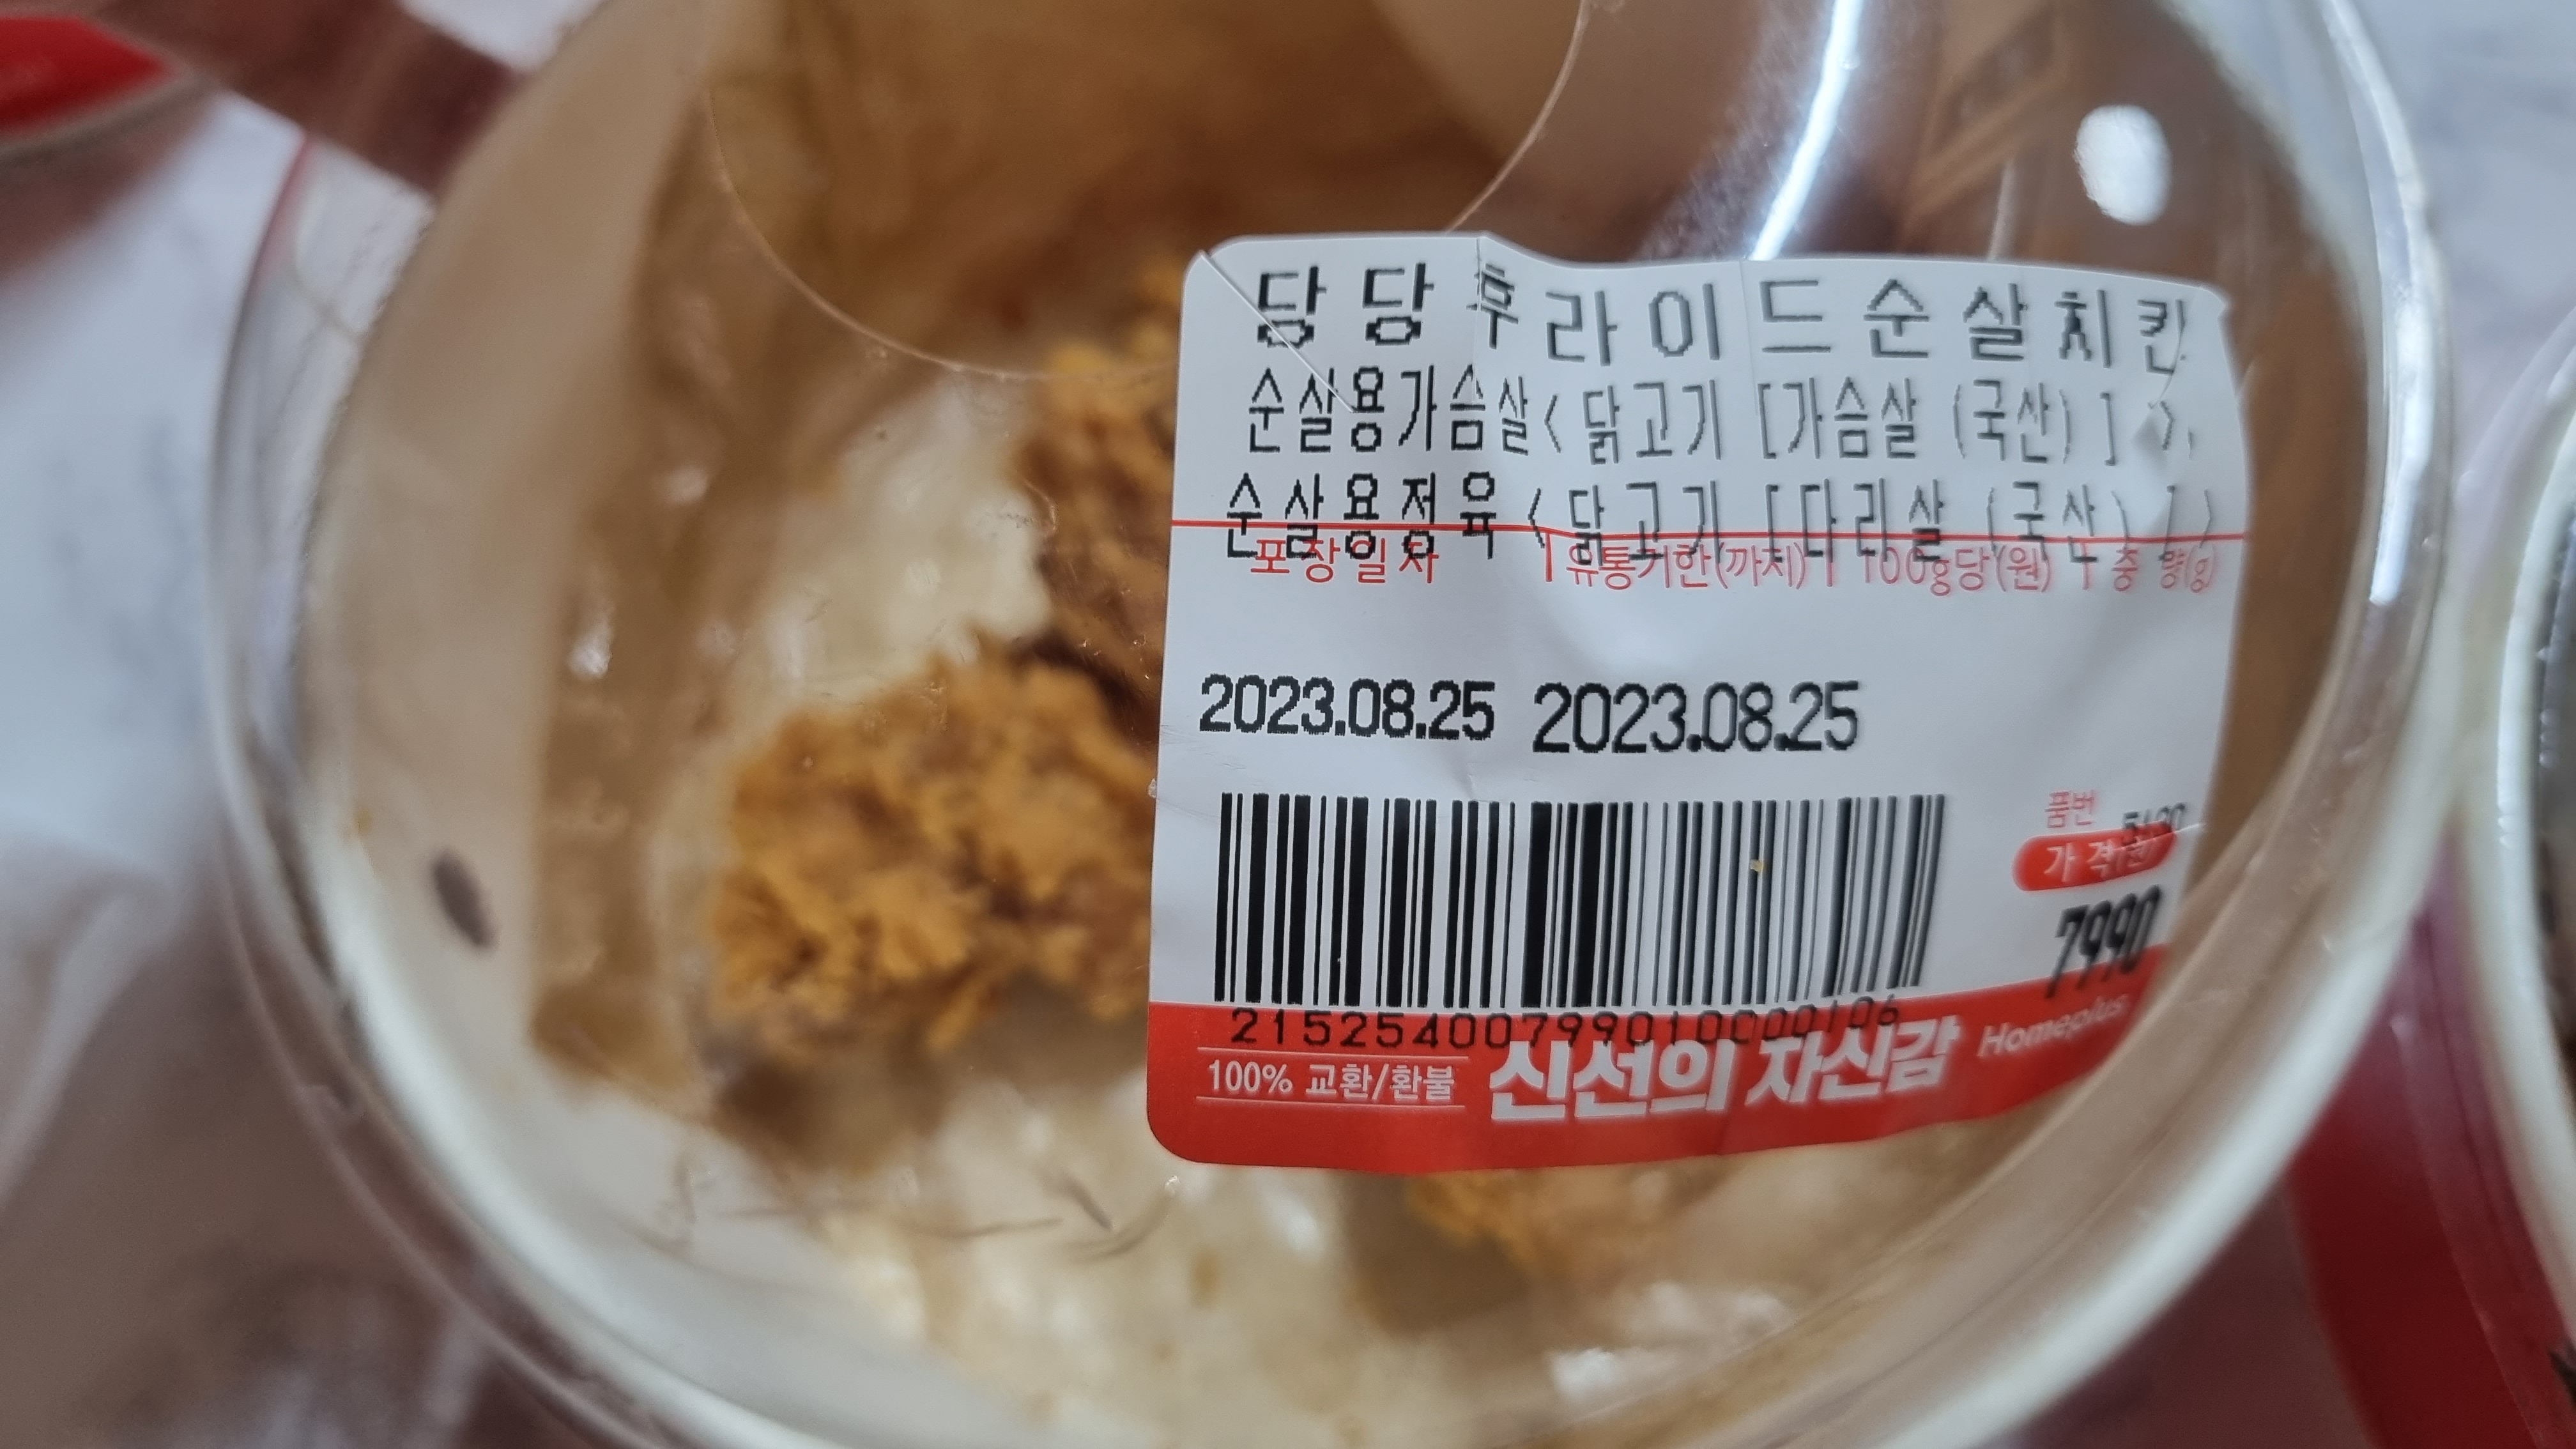 당당후라이드순살치킨
순살용가슴살<닭고기[가슴살(국산)]>,
순살용정육<닭고기[다리살(국산)]>
포장일자 | 유통기한(까지) | 100g당(원) | 중 량(g)
2023.08.25 2023.08.25
품번
가 격(원)
7990
215254007990100000106
100% 교환/환불 신선의 자신감 Homeplus